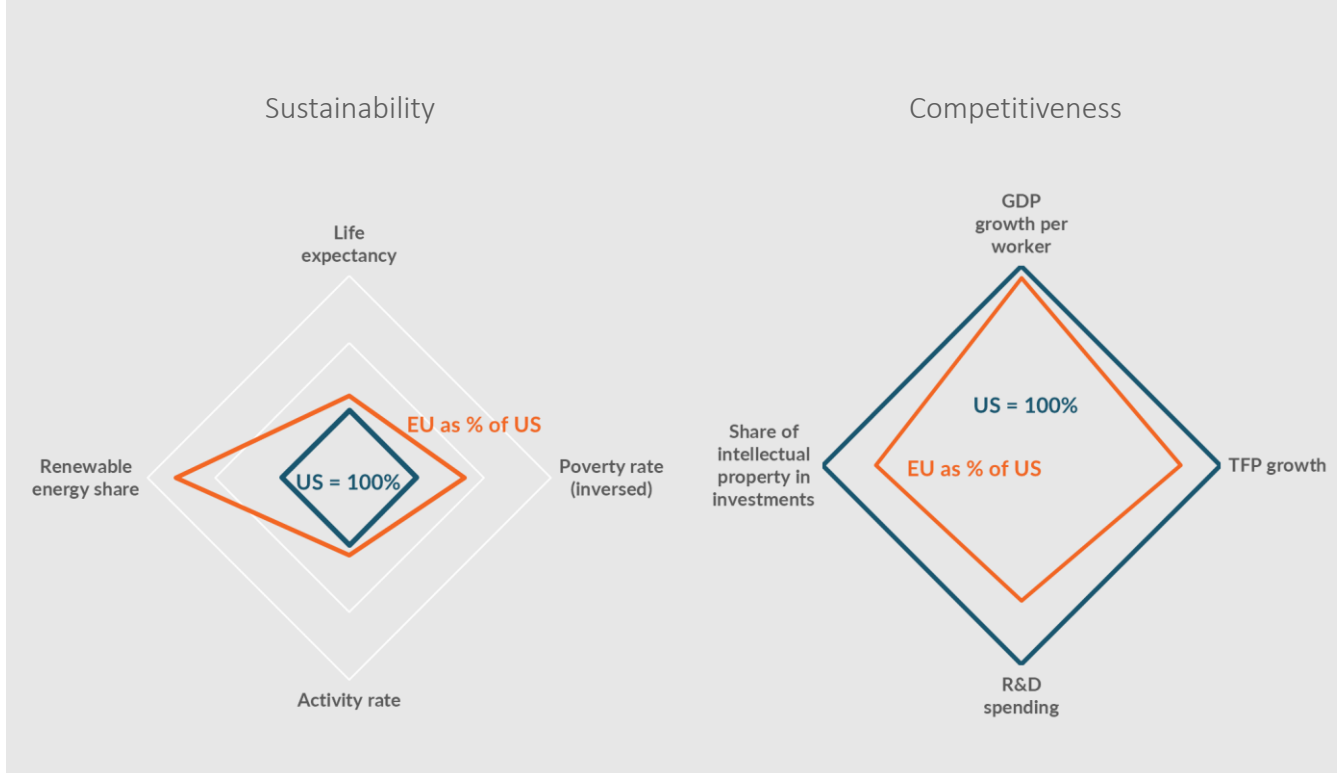 Sustainability
Life
expectancy
EU as % of US
Renewable
energy share
US = 100%
Poverty rate
(inversed)
Activity rate
Competitiveness
GDP
growth per
worker
US = 100%
Share of
intellectual
property in
investments
EU as % of US
TFP growth
R&D
spending